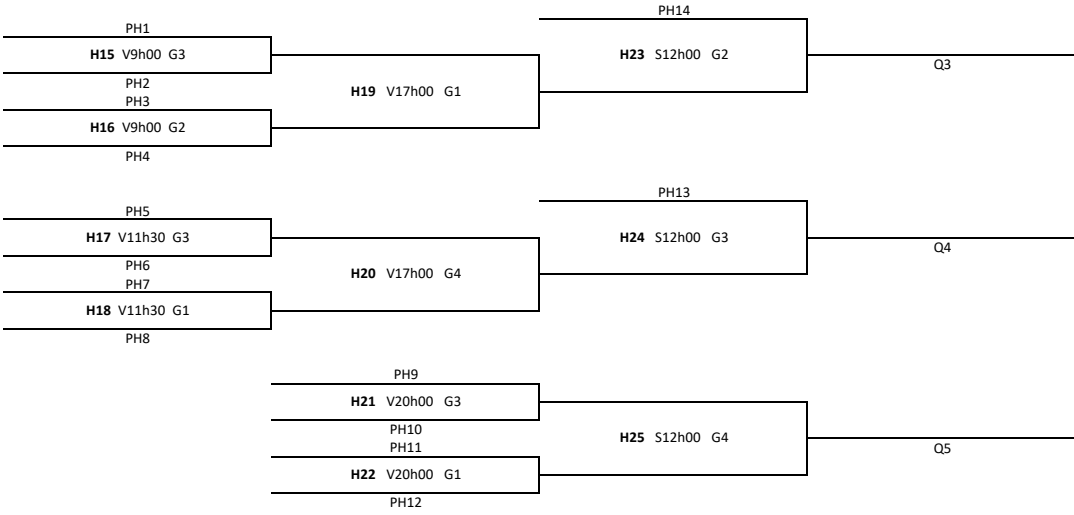 PH14
PH1
H15 V9h00 G3
H23 S12h00 G2
Q3
PH2
H19 V17h00 G1
PH3
H16 V9h00 G2
PH4
PH13
PH5
H17 V11h30 G3
H24 S12h00 G3
Q4
PH6
H20 V17h00 G4
PH7
H18 V11h30 G1
PH8
PH9
H21 V20h00 G3
PH10
H25 S12h00 G4
Q5
PH11
H22 V20h00 G1
PH12